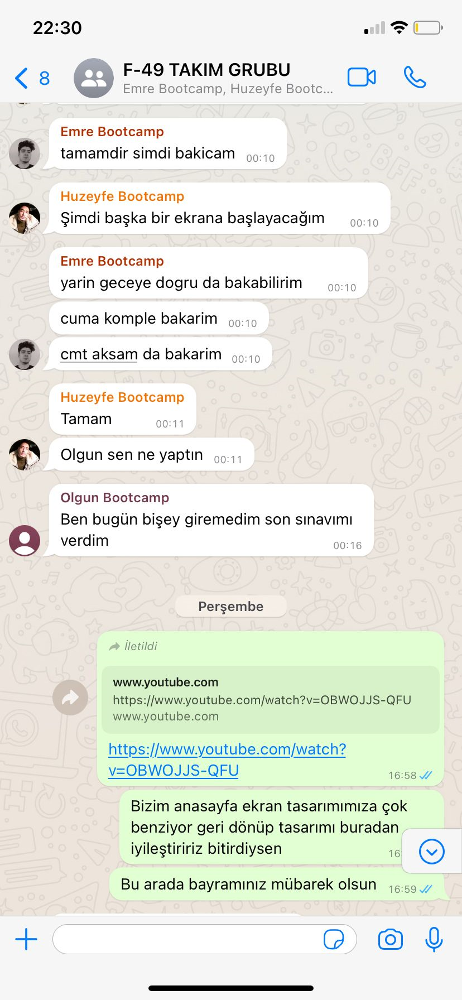 22:30
8
F-49 TAKIM GRUBU
Emre Bootcamp, Huzeyfe Bootc...
Emre Bootcamp
tamamdir simdi bakicam 00:10
Huzeyfe Bootcamp
Şimdi başka bir ekrana başlayacağım 00:10
Emre Bootcamp
yarin geceye dogru da bakabilirim 00:10
cuma komple bakarim 00:10
cmt aksam da bakarim 00:10
Huzeyfe Bootcamp
Tamam 00:11
Olgun sen ne yaptın 00:11
Olgun Bootcamp
Ben bugün bişey giremedim son sınavımı
verdim 00:16
Perşembe
İletildi
www.youtube.com
https://www.youtube.com/watch?v=OBWOJJS-QFU
www.youtube.com
https://www.youtube.com/watch?
v=OBWOJJS-QFU 16:58
Bizim anasayfa ekran tasarımımıza çok
benziyor geri dönüp tasarımı buradan
iyileştiririz bitirdiysen 16
Bu arada bayramınız mübarek olsun 16:59